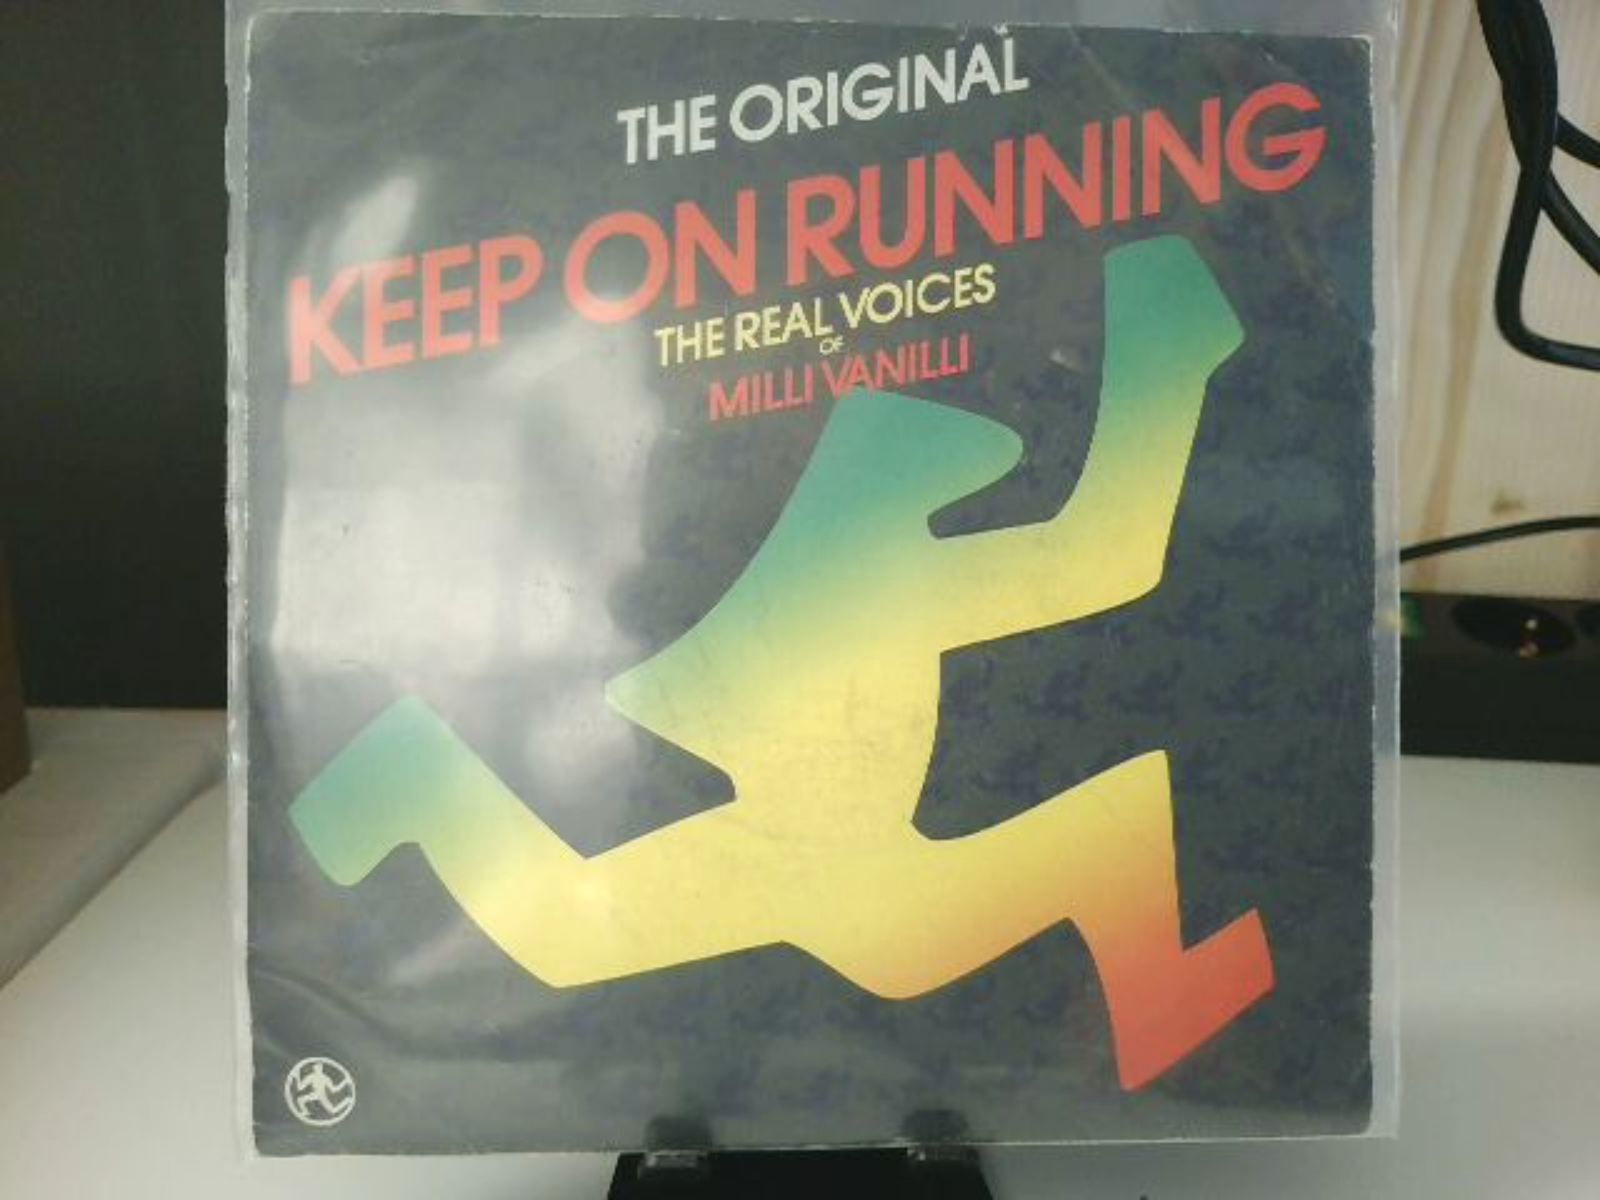 THE ORIGINAL
KEEP ON RUNNING
THE REAL VOICES
OF
MILLI VANILLI